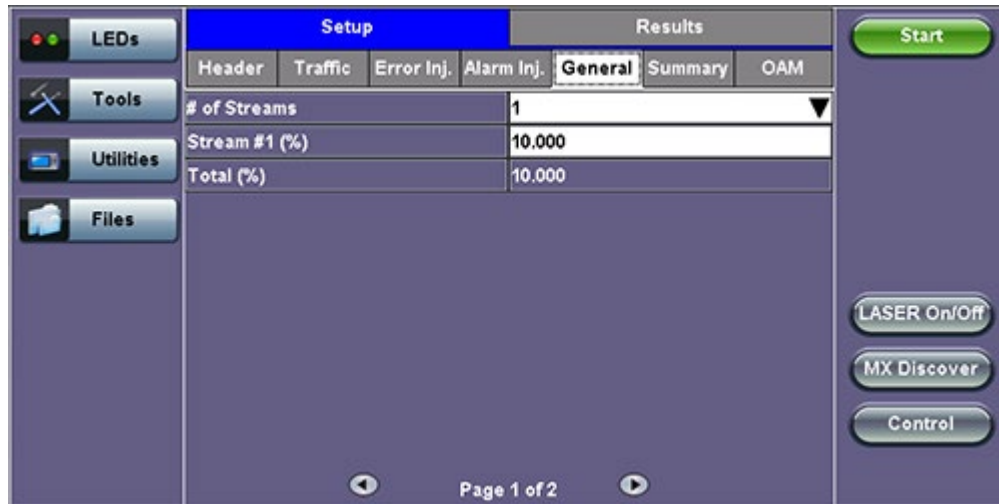 LEDs
Tools
Utilities
Files
Setup Results
Header Traffic Error Inj. Alarm Inj. General Summary OAM
# of Streams 1
Stream #1 (%) 10.000
Total (%) 10.000
Page 1 of 2
Start
LASER On/Off
MX Discover
Control